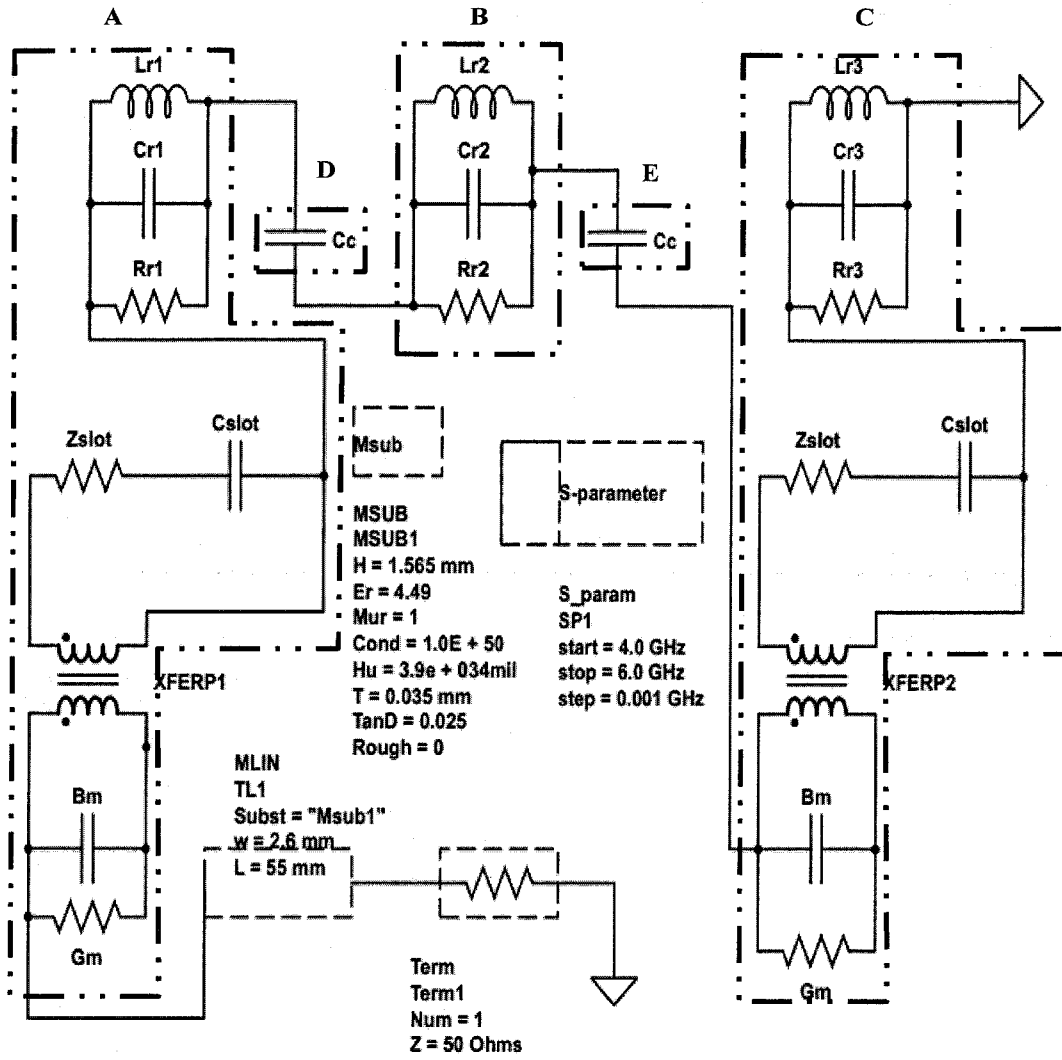 A
B
C
Lr1
Lr2
Lr3
Cr1
Cr2
Cr3
D
E
Cc
Cc
Rr1
Rr2
Rr3
Zslot
Cslot
Msub
S-parameter
Zslot
Cslot
MSUB
MSUB1
H = 1.565 mm
Er = 4.49
Mur = 1
Cond = 1.0E + 50
Hu = 3.9e + 034mil
T = 0.035 mm
TanD = 0.025
Rough = 0
S_param
SP1
start = 4.0 GHz
stop = 6.0 GHz
step = 0.001 GHz
XFERP1
XFERP2
MLIN
TL1
Subst = "Msub1"
w = 2.6 mm
L = 55 mm
Bm
Gm
Bm
Gm
Term
Term1
Num = 1
Z = 50 Ohms